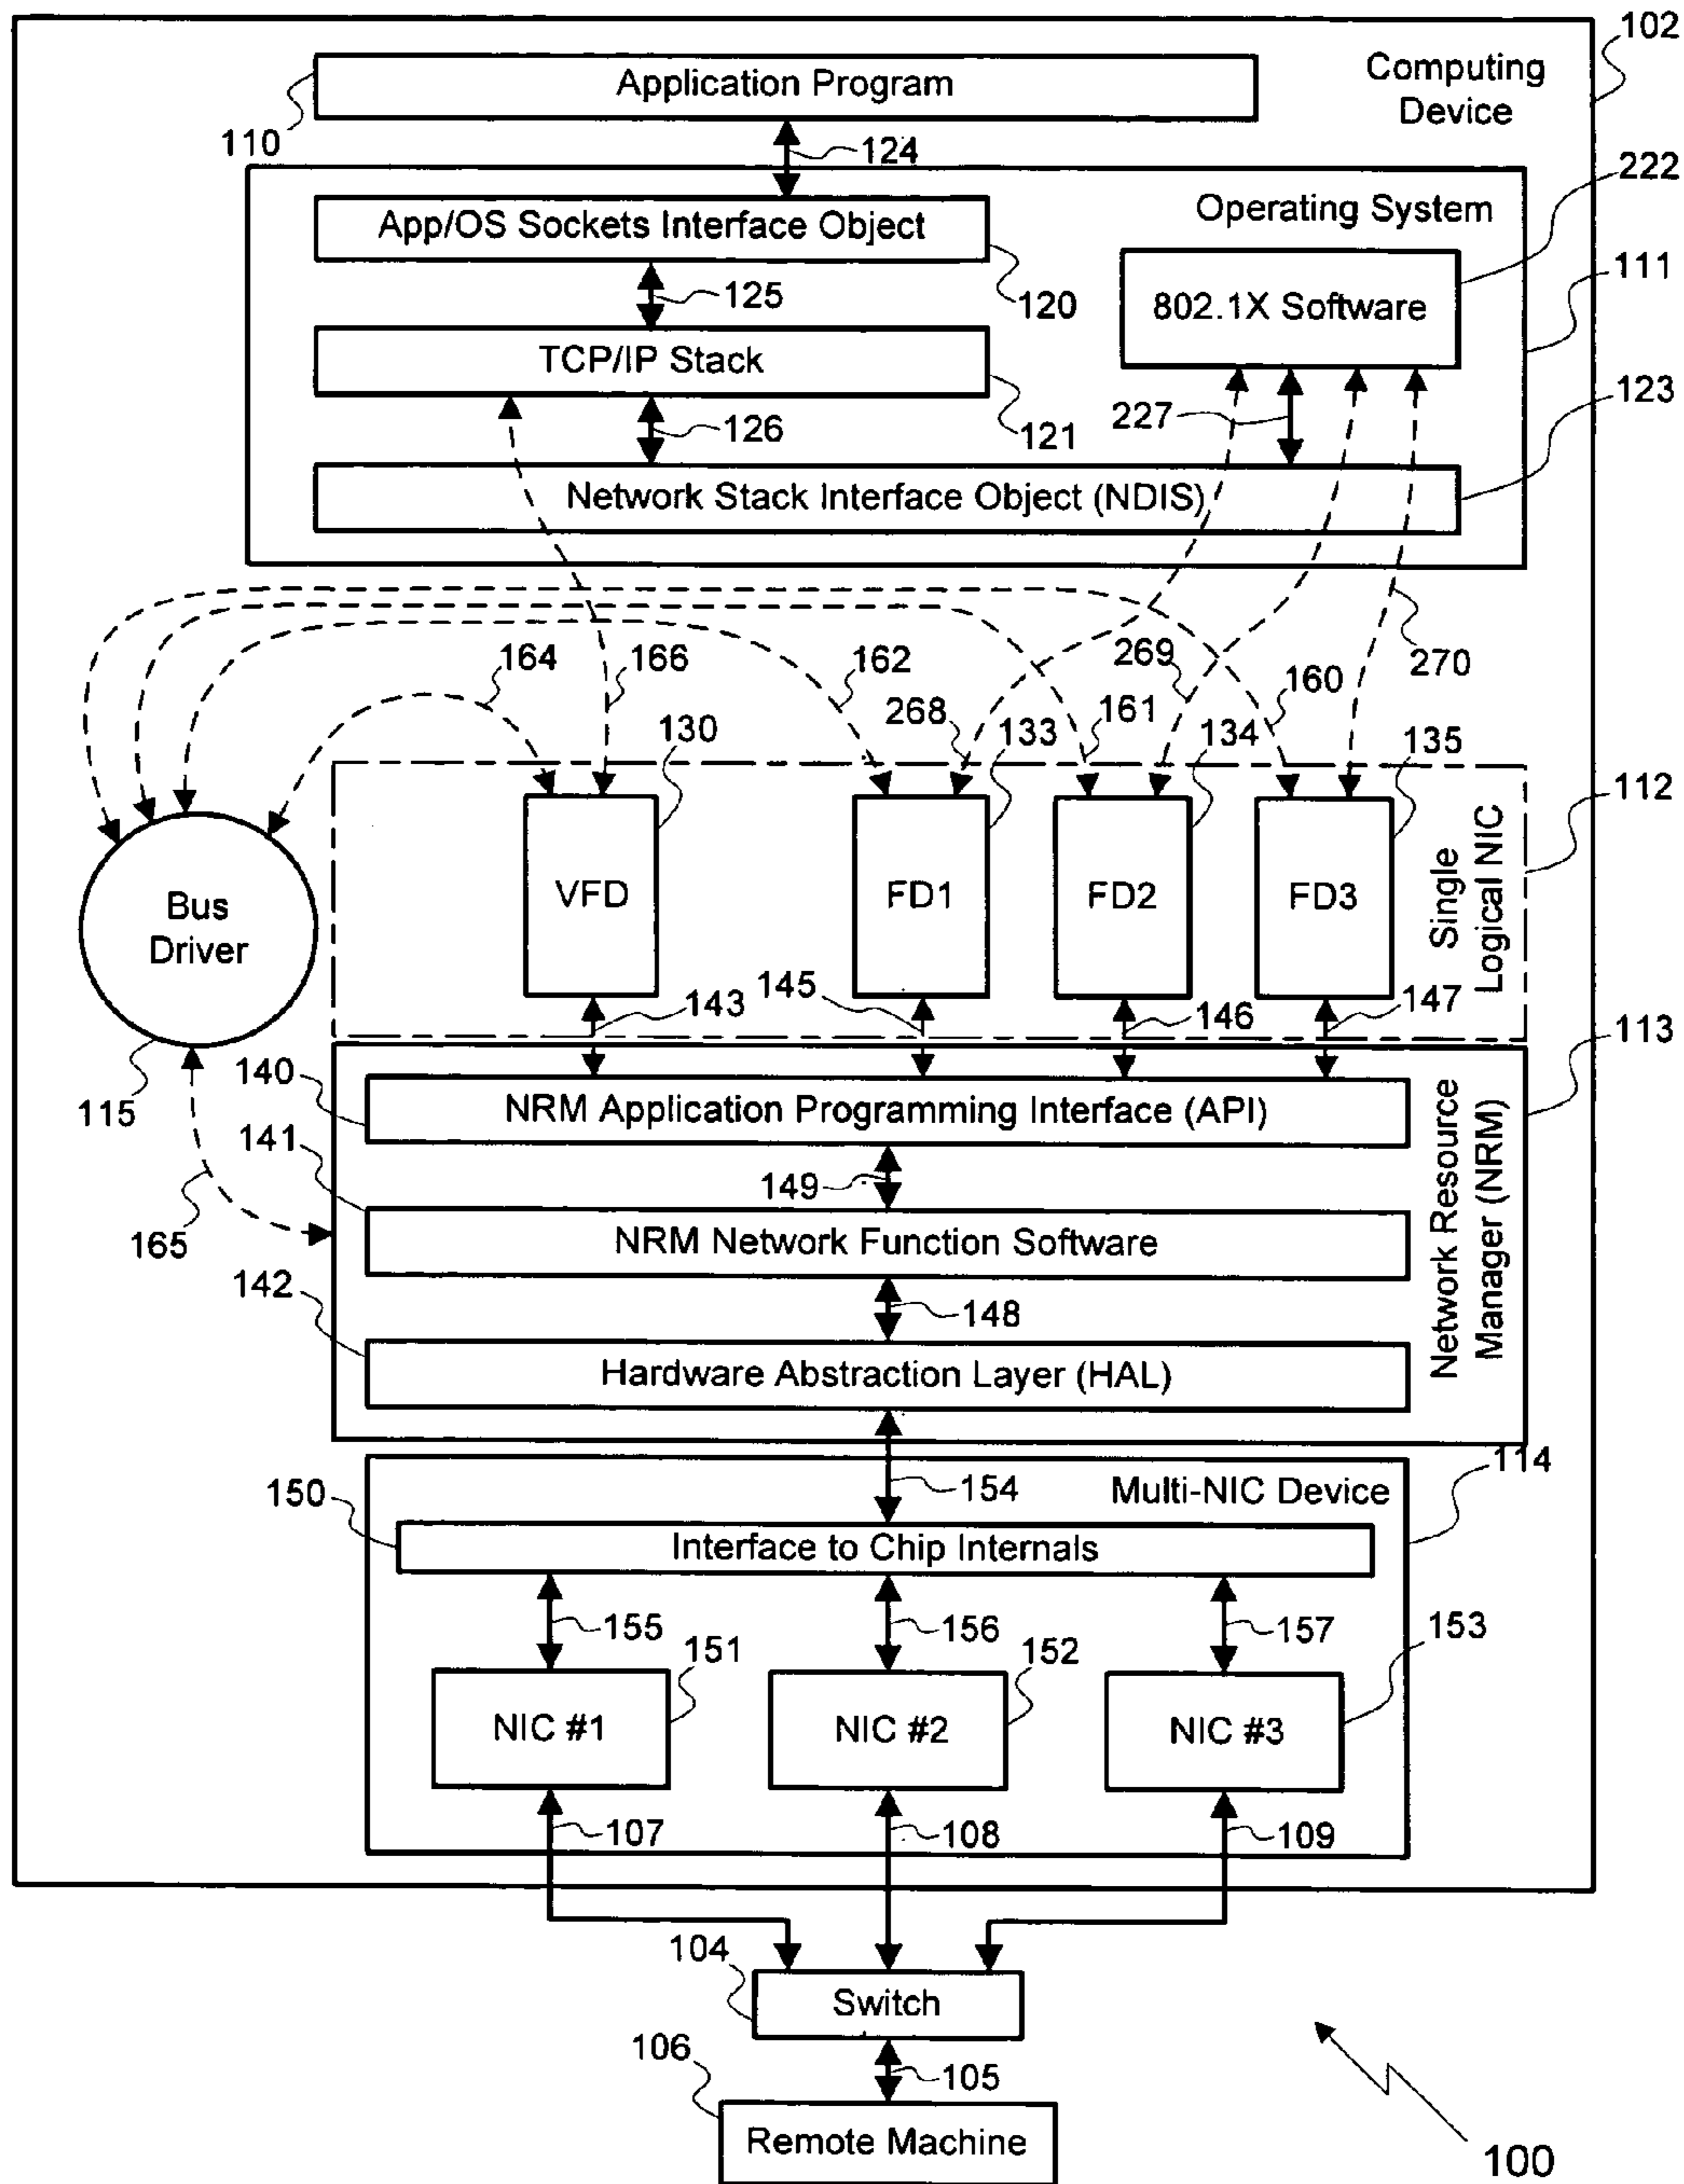 102
Computing
Device
Application Program
110
124
222
Operating System
App/OS Sockets Interface Object
120
125
802.1X Software
111
TCP/IP Stack
121
126
227
123
Network Stack Interface Object (NDIS)
164
166
162
268
269
161
160
270
130
133
134
135
112
VFD
FD1
FD2
FD3
Single
Logical NIC
Bus
Driver
143
145
146
147
115
113
140
NRM Application Programming Interface (API)
149
141
NRM Network Function Software
165
148
142
Hardware Abstraction Layer (HAL)
Network Resource
Manager (NRM)
114
154
Multi-NIC Device
150
Interface to Chip Internals
155
156
157
151
152
153
NIC #1
NIC #2
NIC #3
107
108
109
104
Switch
106
105
Remote Machine
100